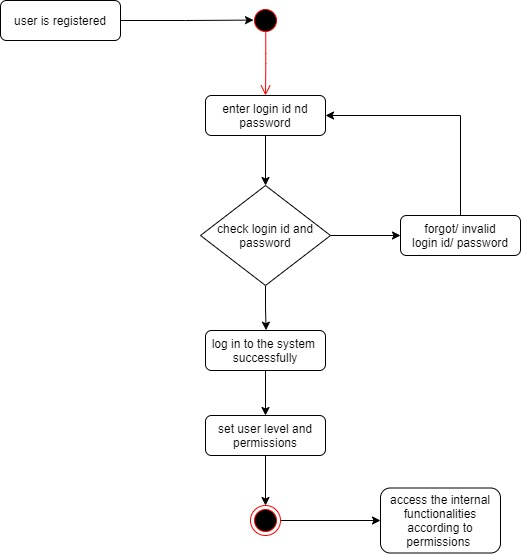 user is registered
enter login id nd
password
check login id and
password
forgot/ invalid
login id/ password
log in to the system
successfully
set user level and
permissions
access the internal
functionalities
according to
permissions